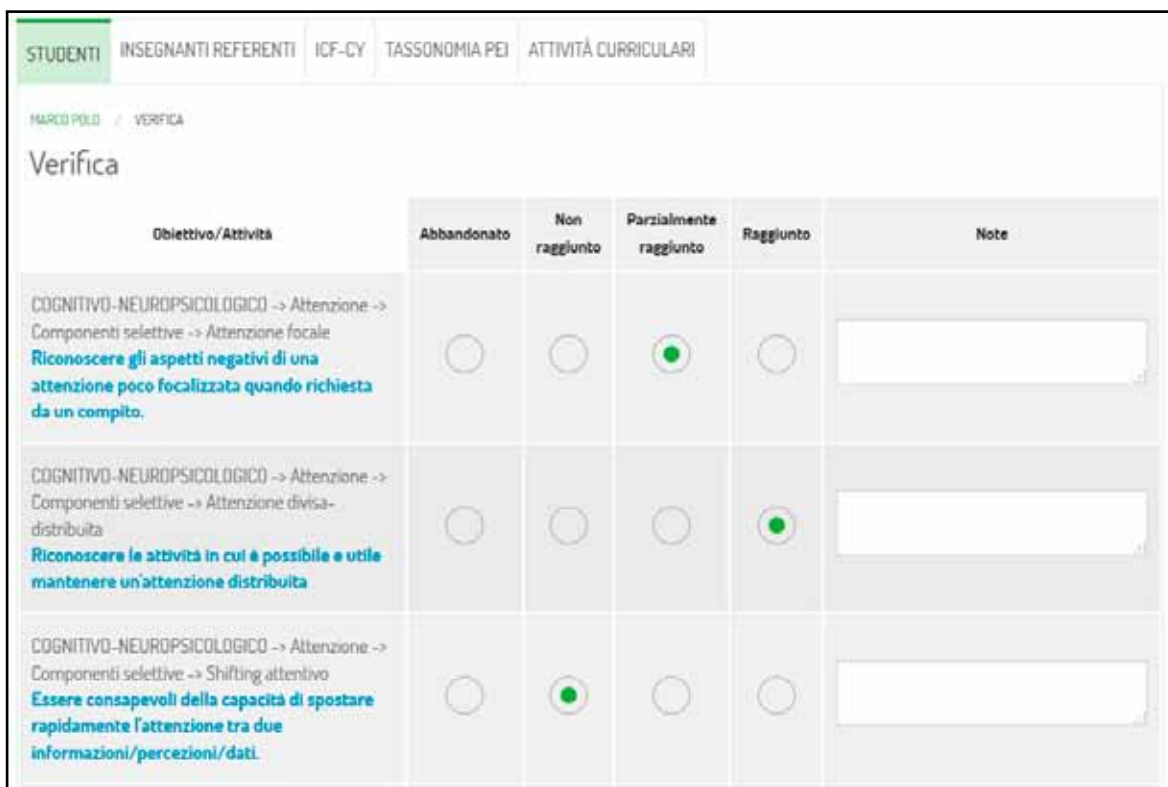 STUDENTI INSEGNANTI REFERENTI ICF-CY TASSONOMIA PEI ATTIVITÀ CURRICULARI
MARCO POLO / VERIFICA
Verifica
Obiettivo/Attività Abbandonato Non raggiunto Parzialmente raggiunto Raggiunto Note
COGNITIVO-NEUROPSICOLOGICO -> Attenzione ->
Componenti selettive -> Attenzione focale
Riconoscere gli aspetti negativi di una
attenzione poco focalizzata quando richiesta
da un compito.
COGNITIVO-NEUROPSICOLOGICO -> Attenzione ->
Componenti selettive -> Attenzione divisa-
distribuita
Riconoscere le attività in cui è possibile e utile
mantenere un'attenzione distribuita
COGNITIVO-NEUROPSICOLOGICO -> Attenzione ->
Componenti selettive -> Shifting attentivo
Essere consapevoli della capacità di spostare
rapidamente l'attenzione tra due
informazioni/percezioni/dati.